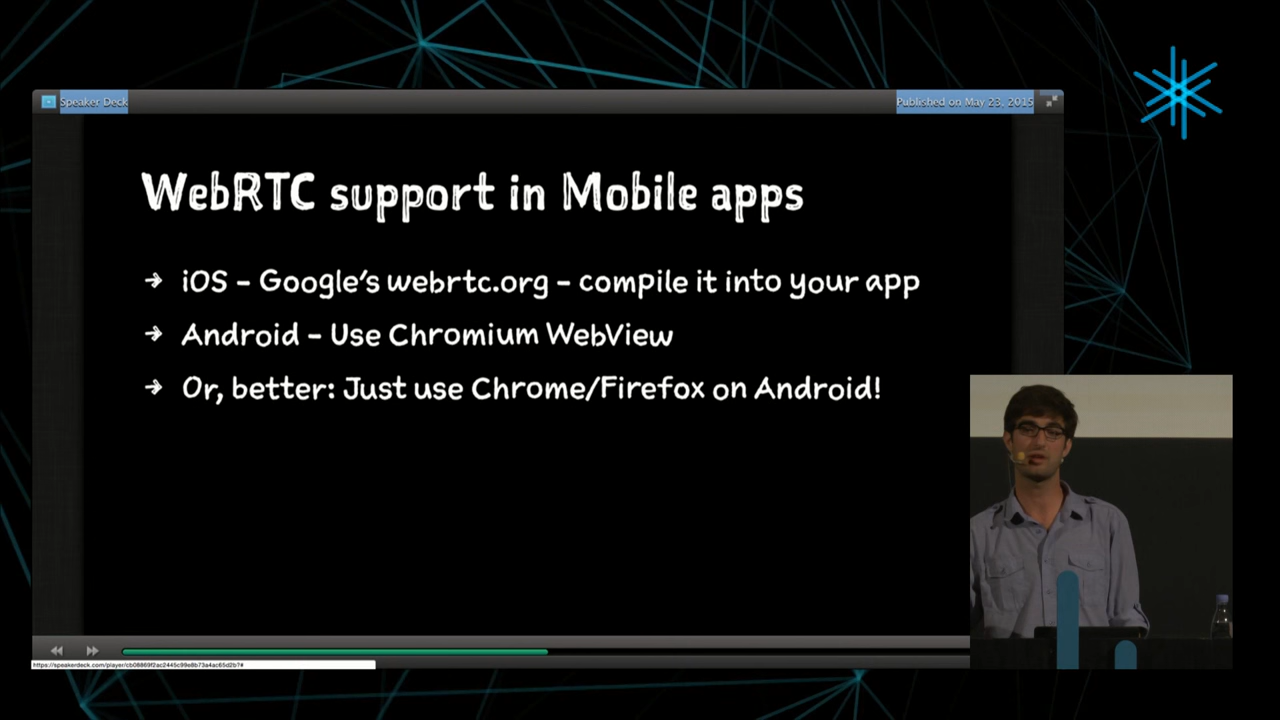 Speaker Deck
Published on May 23, 2015
WebRTC support in Mobile apps
→ iOS – Google's webrtc.org – compile it into your app
→ Android – Use Chromium WebView
→ Or, better: Just use Chrome/Firefox on Android!